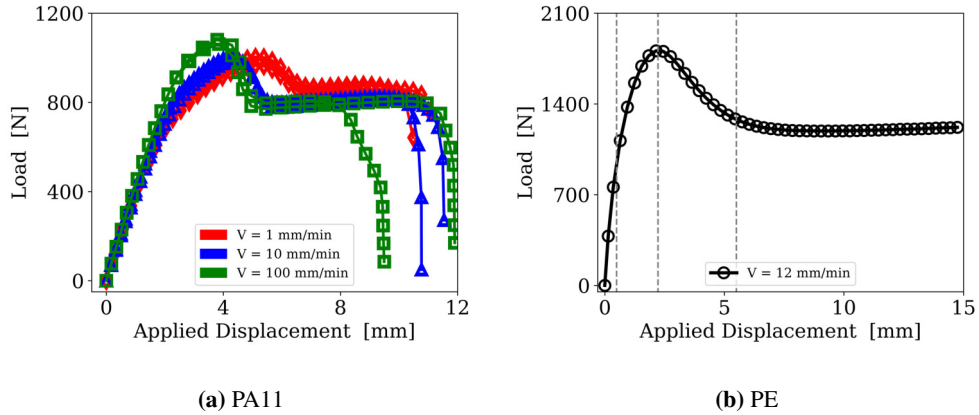 1200
800
400
0
Load [N]
V = 1 mm/min
V = 10 mm/min
V = 100 mm/min
0 4 8 12
Applied Displacement [mm]
(a) PA11
2100
1400
700
0
Load [N]
V = 12 mm/min
0 5 10 15
Applied Displacement [mm]
(b) PE